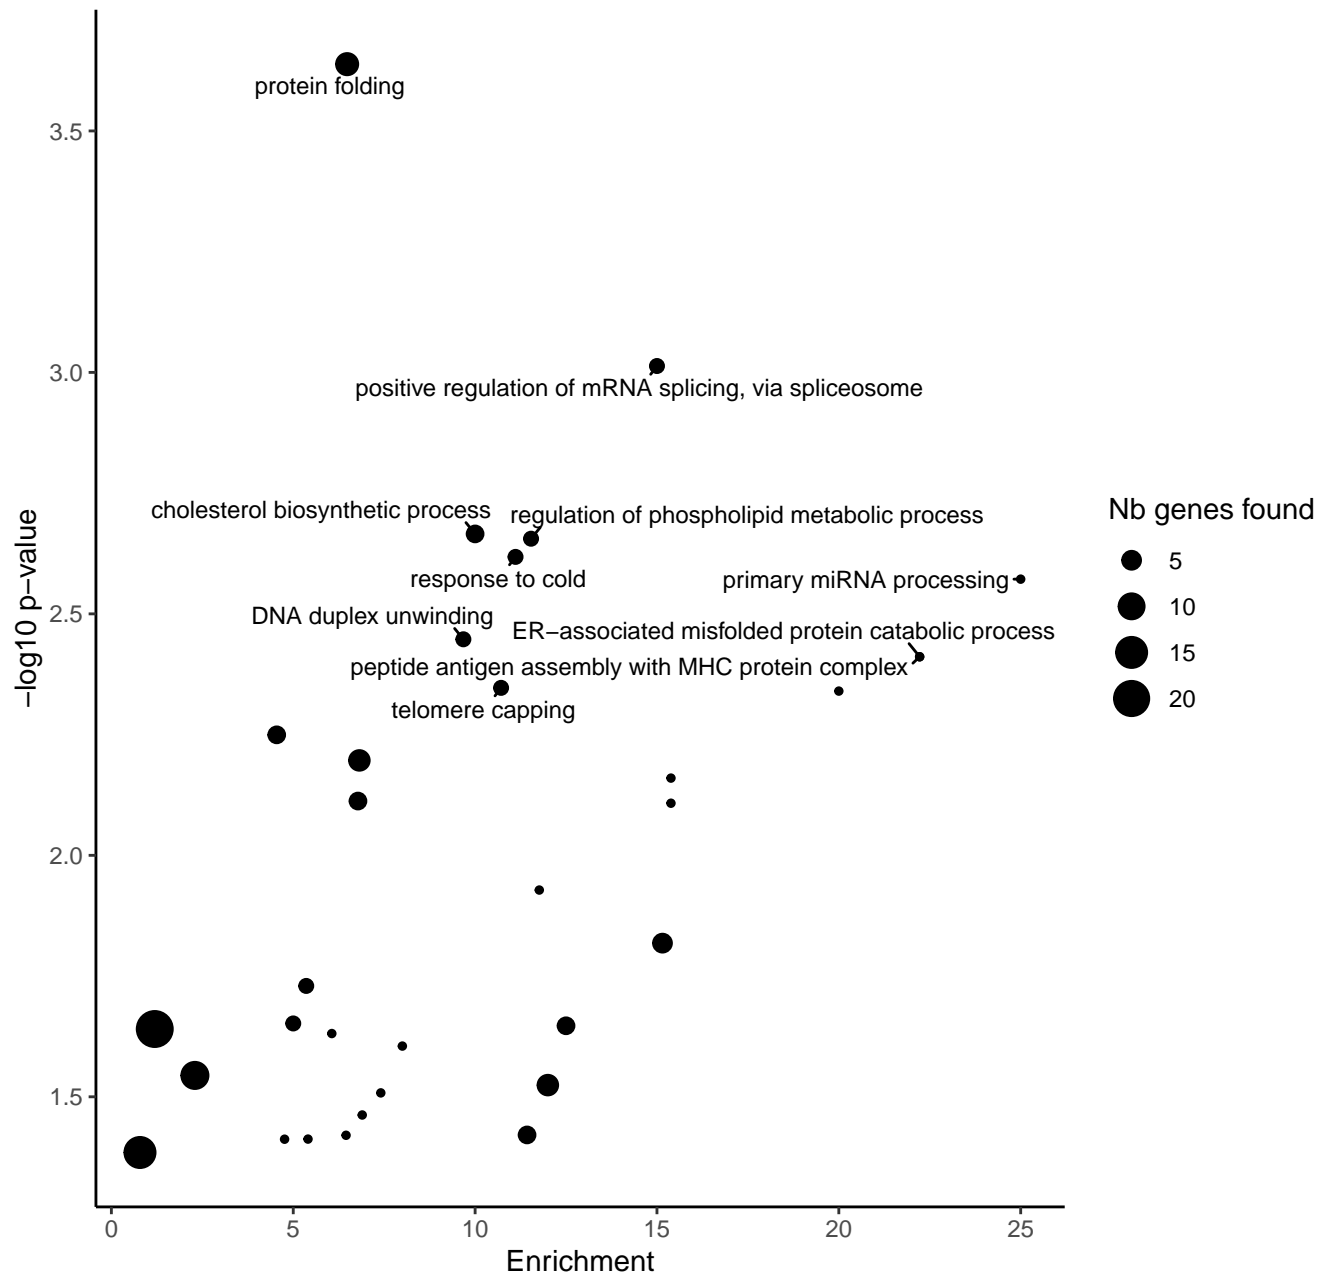 protein folding
3.5
3.0
positive regulation of mRNA splicing, via spliceosome
cholesterol biosynthetic process
regulation of phospholipid metabolic process
response to cold
primary miRNA processing
2.5
DNA duplex unwinding
ER−associated misfolded protein catabolic process
peptide antigen assembly with MHC protein complex
telomere capping
2.0
1.5
−log10 p−value
0 5 10 15 20 25
Enrichment
Nb genes found
5
10
15
20